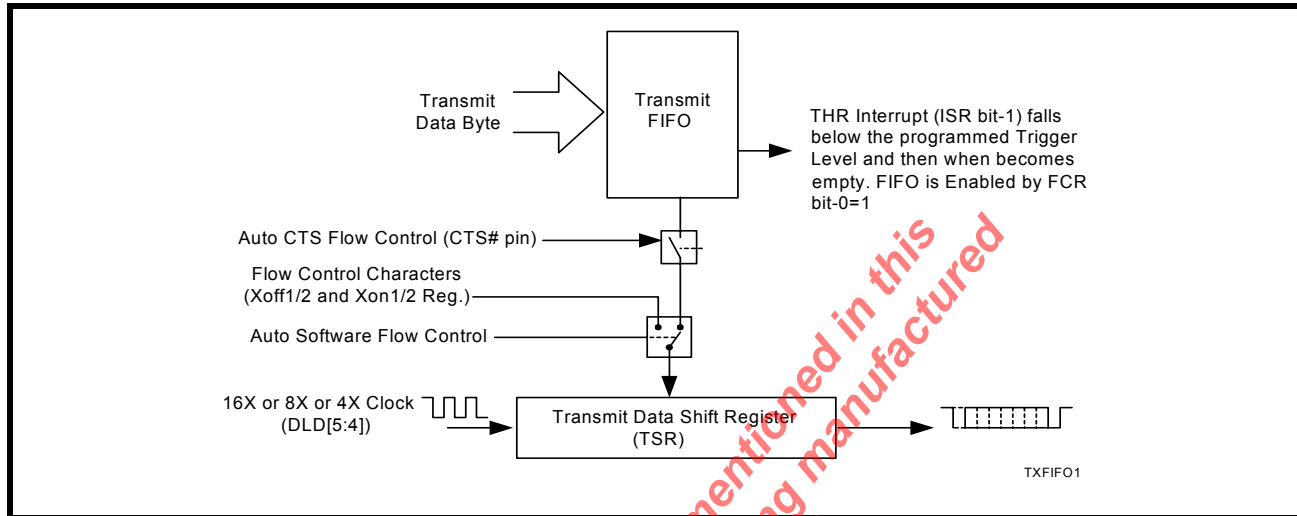 Transmit
Data Byte
Transmit
FIFO
THR Interrupt (ISR bit-1) falls
below the programmed Trigger
Level and then when becomes
empty. FIFO is Enabled by FCR
bit-0=1
Auto CTS Flow Control (CTS# pin)
Flow Control Characters
(Xoff1/2 and Xon1/2 Reg.)
Auto Software Flow Control
16X or 8X or 4X Clock
(DLD[5:4])
Transmit Data Shift Register
(TSR)
TXFIFO1
mentioned in this
manufactured